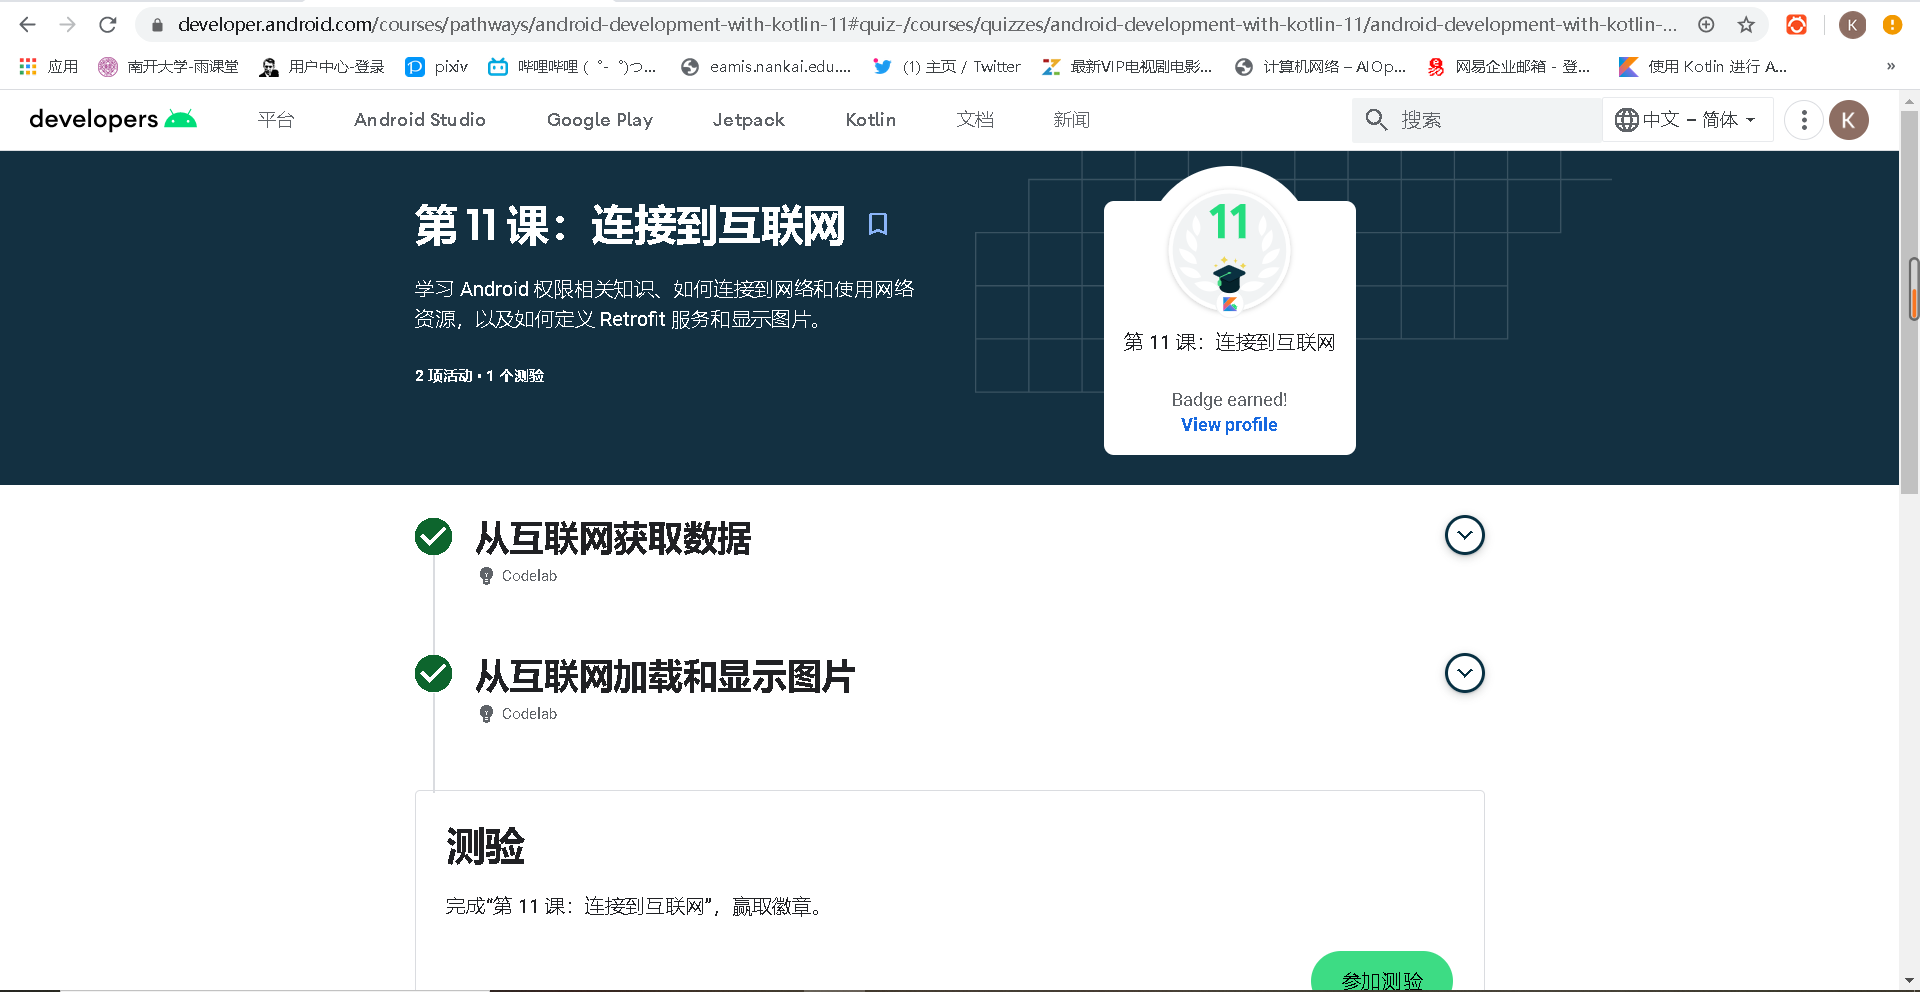 developer.android.com/courses/pathways/android-development-with-kotlin-11#quiz-/courses/quizzes/android-development-with-kotlin-11/android-development-with-kotlin-...
K
应用
南开大学-雨课堂
用户中心-登录
pixiv
哔哩哔哩 ( ゜- ゜)つ...
eamis.nankai.edu....
(1) 主页 / Twitter
最新VIP电视剧电影...
计算机网络 – AIOp...
网易企业邮箱 - 登...
使用 Kotlin 进行 A...
»
developers
平台
Android Studio
Google Play
Jetpack
Kotlin
文档
新闻
搜索
中文 – 简体
K
第 11 课：连接到互联网
学习 Android 权限相关知识、如何连接到网络和使用网络
资源，以及如何定义 Retrofit 服务和显示图片。
2 项活动 • 1 个测验
11
第 11 课：连接到互联网
Badge earned!
View profile
从互联网获取数据
Codelab
从互联网加载和显示图片
Codelab
测验
完成“第 11 课：连接到互联网”，赢取徽章。
参加测验